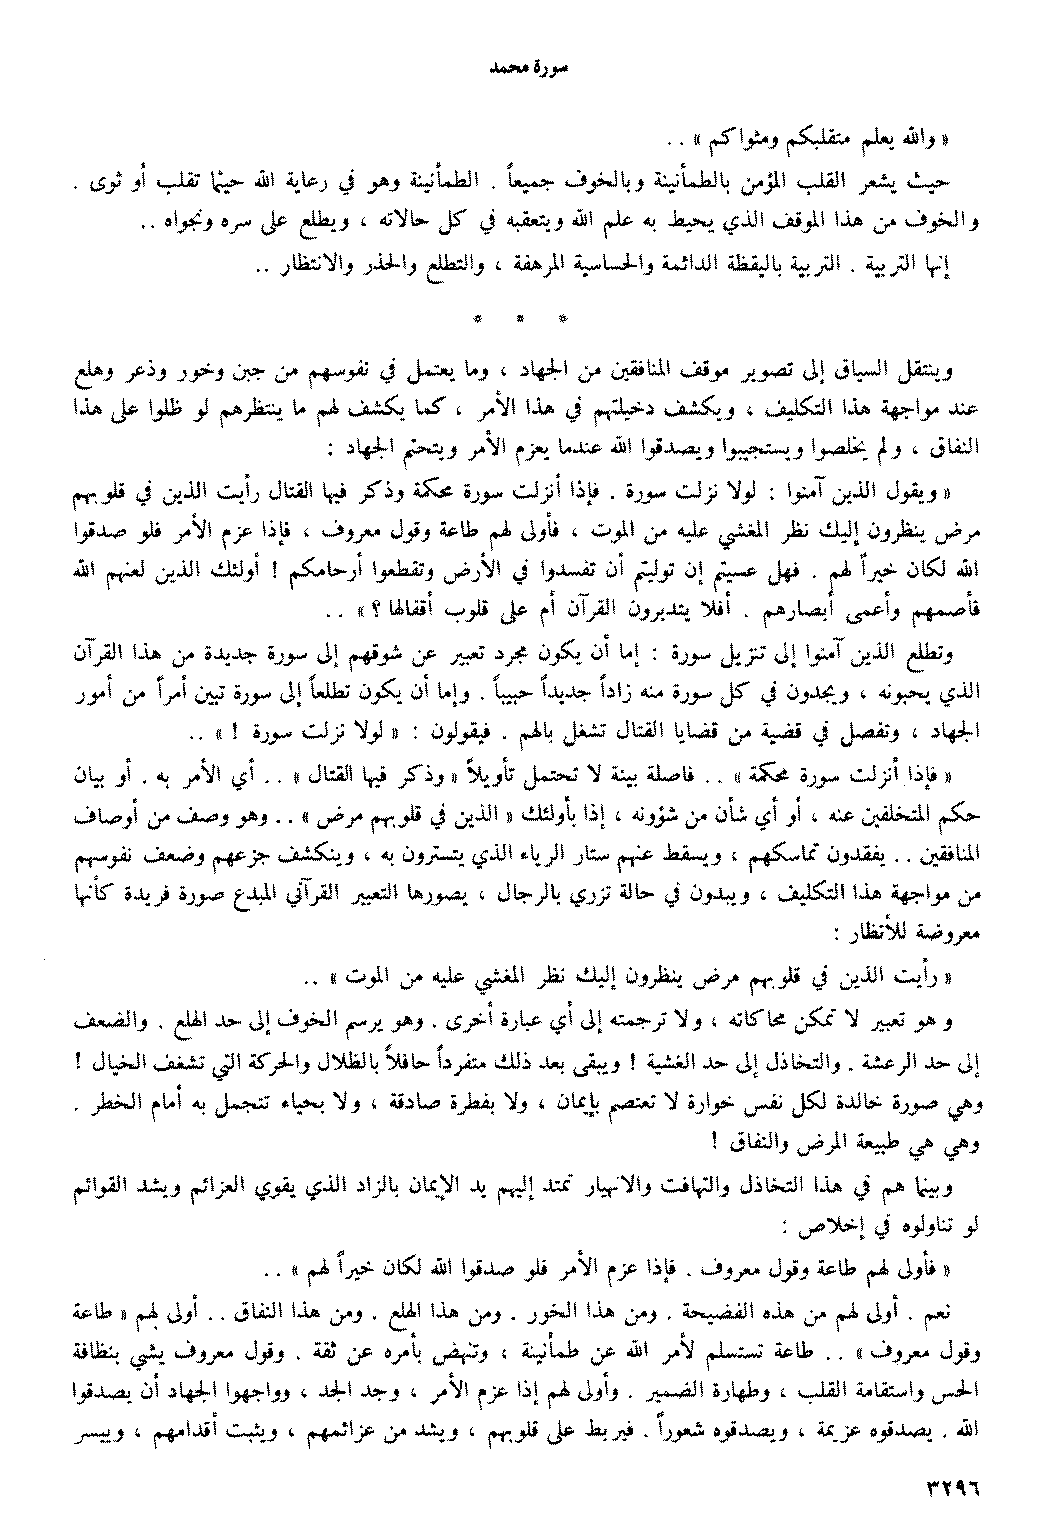 سورة محمد
« والله يعلم متقلبكم ومثواكم » . .
حيث يشعر القلب المؤمن بالطمأنينة وبالخوف جميعاً . الطمأنينة وهو في رعاية الله حيثما تقلب أو ثوى .
والخوف من هذا الموقف الذي يحيط به علم الله ويتعقبه في كل حالاته ، ويطلع على سره ونجواه ..
إنها التربية . التربية باليقظة الدائمة والحساسية المرهفة ، والتطلع والحذر والانتظار ..
* * *
وينتقل السياق إلى تصوير موقف المنافقين من الجهاد ، وما يعتمل في نفوسهم من جبن وخور وذعر وهلع
عند مواجهة هذا التكليف ، ويكشف دخيلتهم في هذا الأمر ، كما يكشف لهم ما ينتظرهم لو ظلوا على هذا
النفاق ، ولم يخلصوا ويستجيبوا ويصدقوا الله عندما يعزم الأمر ويتحتم الجهاد :
« ويقول الذين آمنوا : لولا نزلت سورة . فإذا أنزلت سورة محكمة وذكر فيها القتال رأيت الذين في قلوبهم
مرض ينظرون إليك نظر المغشي عليه من الموت ، فأولى لهم طاعة وقول معروف ، فإذا عزم الأمر فلو صدقوا
الله لكان خيراً لهم . فهل عسيتم إن توليتم أن تفسدوا في الأرض وتقطعوا أرحامكم ! أولئك الذين لعنهم الله
فأصمهم وأعمى أبصارهم . أفلا يتدبرون القرآن أم على قلوب أقفالها ؟ » ..
وتطلع الذين آمنوا إلى تنزيل سورة : إما أن يكون مجرد تعبير عن شوقهم إلى سورة جديدة من هذا القرآن
الذي يحبونه ، ويجدون في كل سورة منه زاداً جديداً حبيباً . وإما أن يكون تطلعاً إلى سورة تبين أمراً من أمور
الجهاد ، وتفصل في قضية من قضايا القتال تشغل بالهم . فيقولون : « لولا نزلت سورة ! » ..
« فإذا أنزلت سورة محكمة » .. فاصلة بينة لا تحتمل تأويلاً « وذكر فيها القتال » .. أي الأمر به . أو بيان
حكم المتخلفين عنه ، أو أي شأن من شؤونه ، إذا بأولئك « الذين في قلوبهم مرض » .. وهو وصف من أوصاف
المنافقين .. يفقدون تماسكهم ، ويسقط عنهم ستار الرياء الذي يتسترون به ، وينكشف جزعهم وضعف نفوسهم
من مواجهة هذا التكليف ، ويبدون في حالة تزري بالرجال ، يصورها التعبير القرآني المبدع صورة فريدة كأنها
معروضة للأنظار :
« رأيت الذين في قلوبهم مرض ينظرون إليك نظر المغشي عليه من الموت » ..
و هو تعبير لا تمكن محاكاته ، ولا ترجمته إلى أي عبارة أخرى . وهو يرسم الخوف إلى حد الهلع . والضعف
إلى حد الرعشة . والتخاذل إلى حد الغشية ! ويبقى بعد ذلك متفرداً حافلاً بالظلال والحركة التي تشغف الخيال !
وهي صورة خالدة لكل نفس خوارة لا تعتصم بإيمان ، ولا بفطرة صادقة ، ولا بحياء تتجمل به أمام الخطر .
وهي هي طبيعة المرض والنفاق !
وبينما هم في هذا التخاذل والتهافت والانهيار تمتد إليهم يد الإيمان بالزاد الذي يقوي العزائم ويشد القوائم
لو تناولوه في إخلاص :
« فأولى لهم طاعة وقول معروف . فإذا عزم الأمر فلو صدقوا الله لكان خيراً لهم » . .
نعم . أولى لهم من هذه الفضيحة . ومن هذا الخور . ومن هذا الهلع . ومن هذا النفاق .. أولى لهم « طاعة
وقول معروف » .. طاعة تستسلم لأمر الله عن طمأنينة ، وتنهض بأمره عن ثقة . وقول معروف يشي بنظافة
الحس واستقامة القلب ، وطهارة الضمير . وأولى لهم إذا عزم الأمر ، وجد الجد ، وواجهوا الجهاد أن يصدقوا
الله . يصدقوه عزيمة ، ويصدقوه شعوراً . فيربط على قلوبهم ، ويشد من عزائمهم ، ويثبت أقدامهم ، وييسر
٣٢٩٦